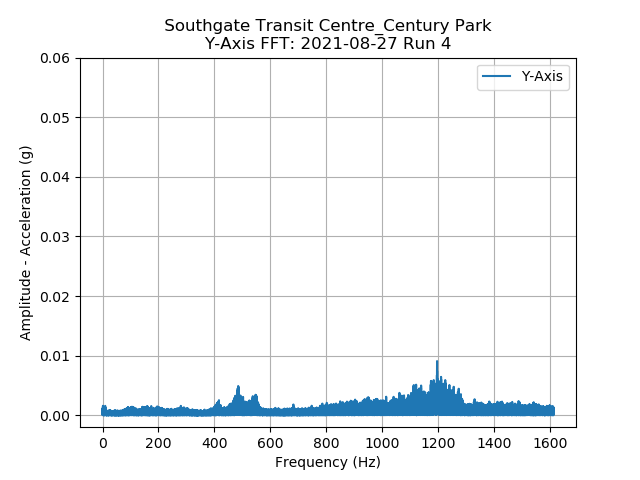 Southgate Transit Centre_Century Park
Y-Axis FFT: 2021-08-27 Run 4
Y-Axis
0.06
0.05
0.04
0.03
0.02
0.01
0.00
Amplitude - Acceleration (g)
0 200 400 600 800 1000 1200 1400 1600
Frequency (Hz)